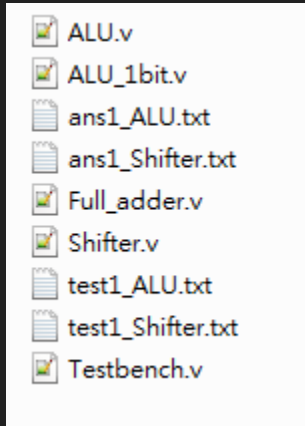 ALU.v
ALU_1bit.v
ans1_ALU.txt
ans1_Shifter.txt
Full_adder.v
Shifter.v
test1_ALU.txt
test1_Shifter.txt
Testbench.v